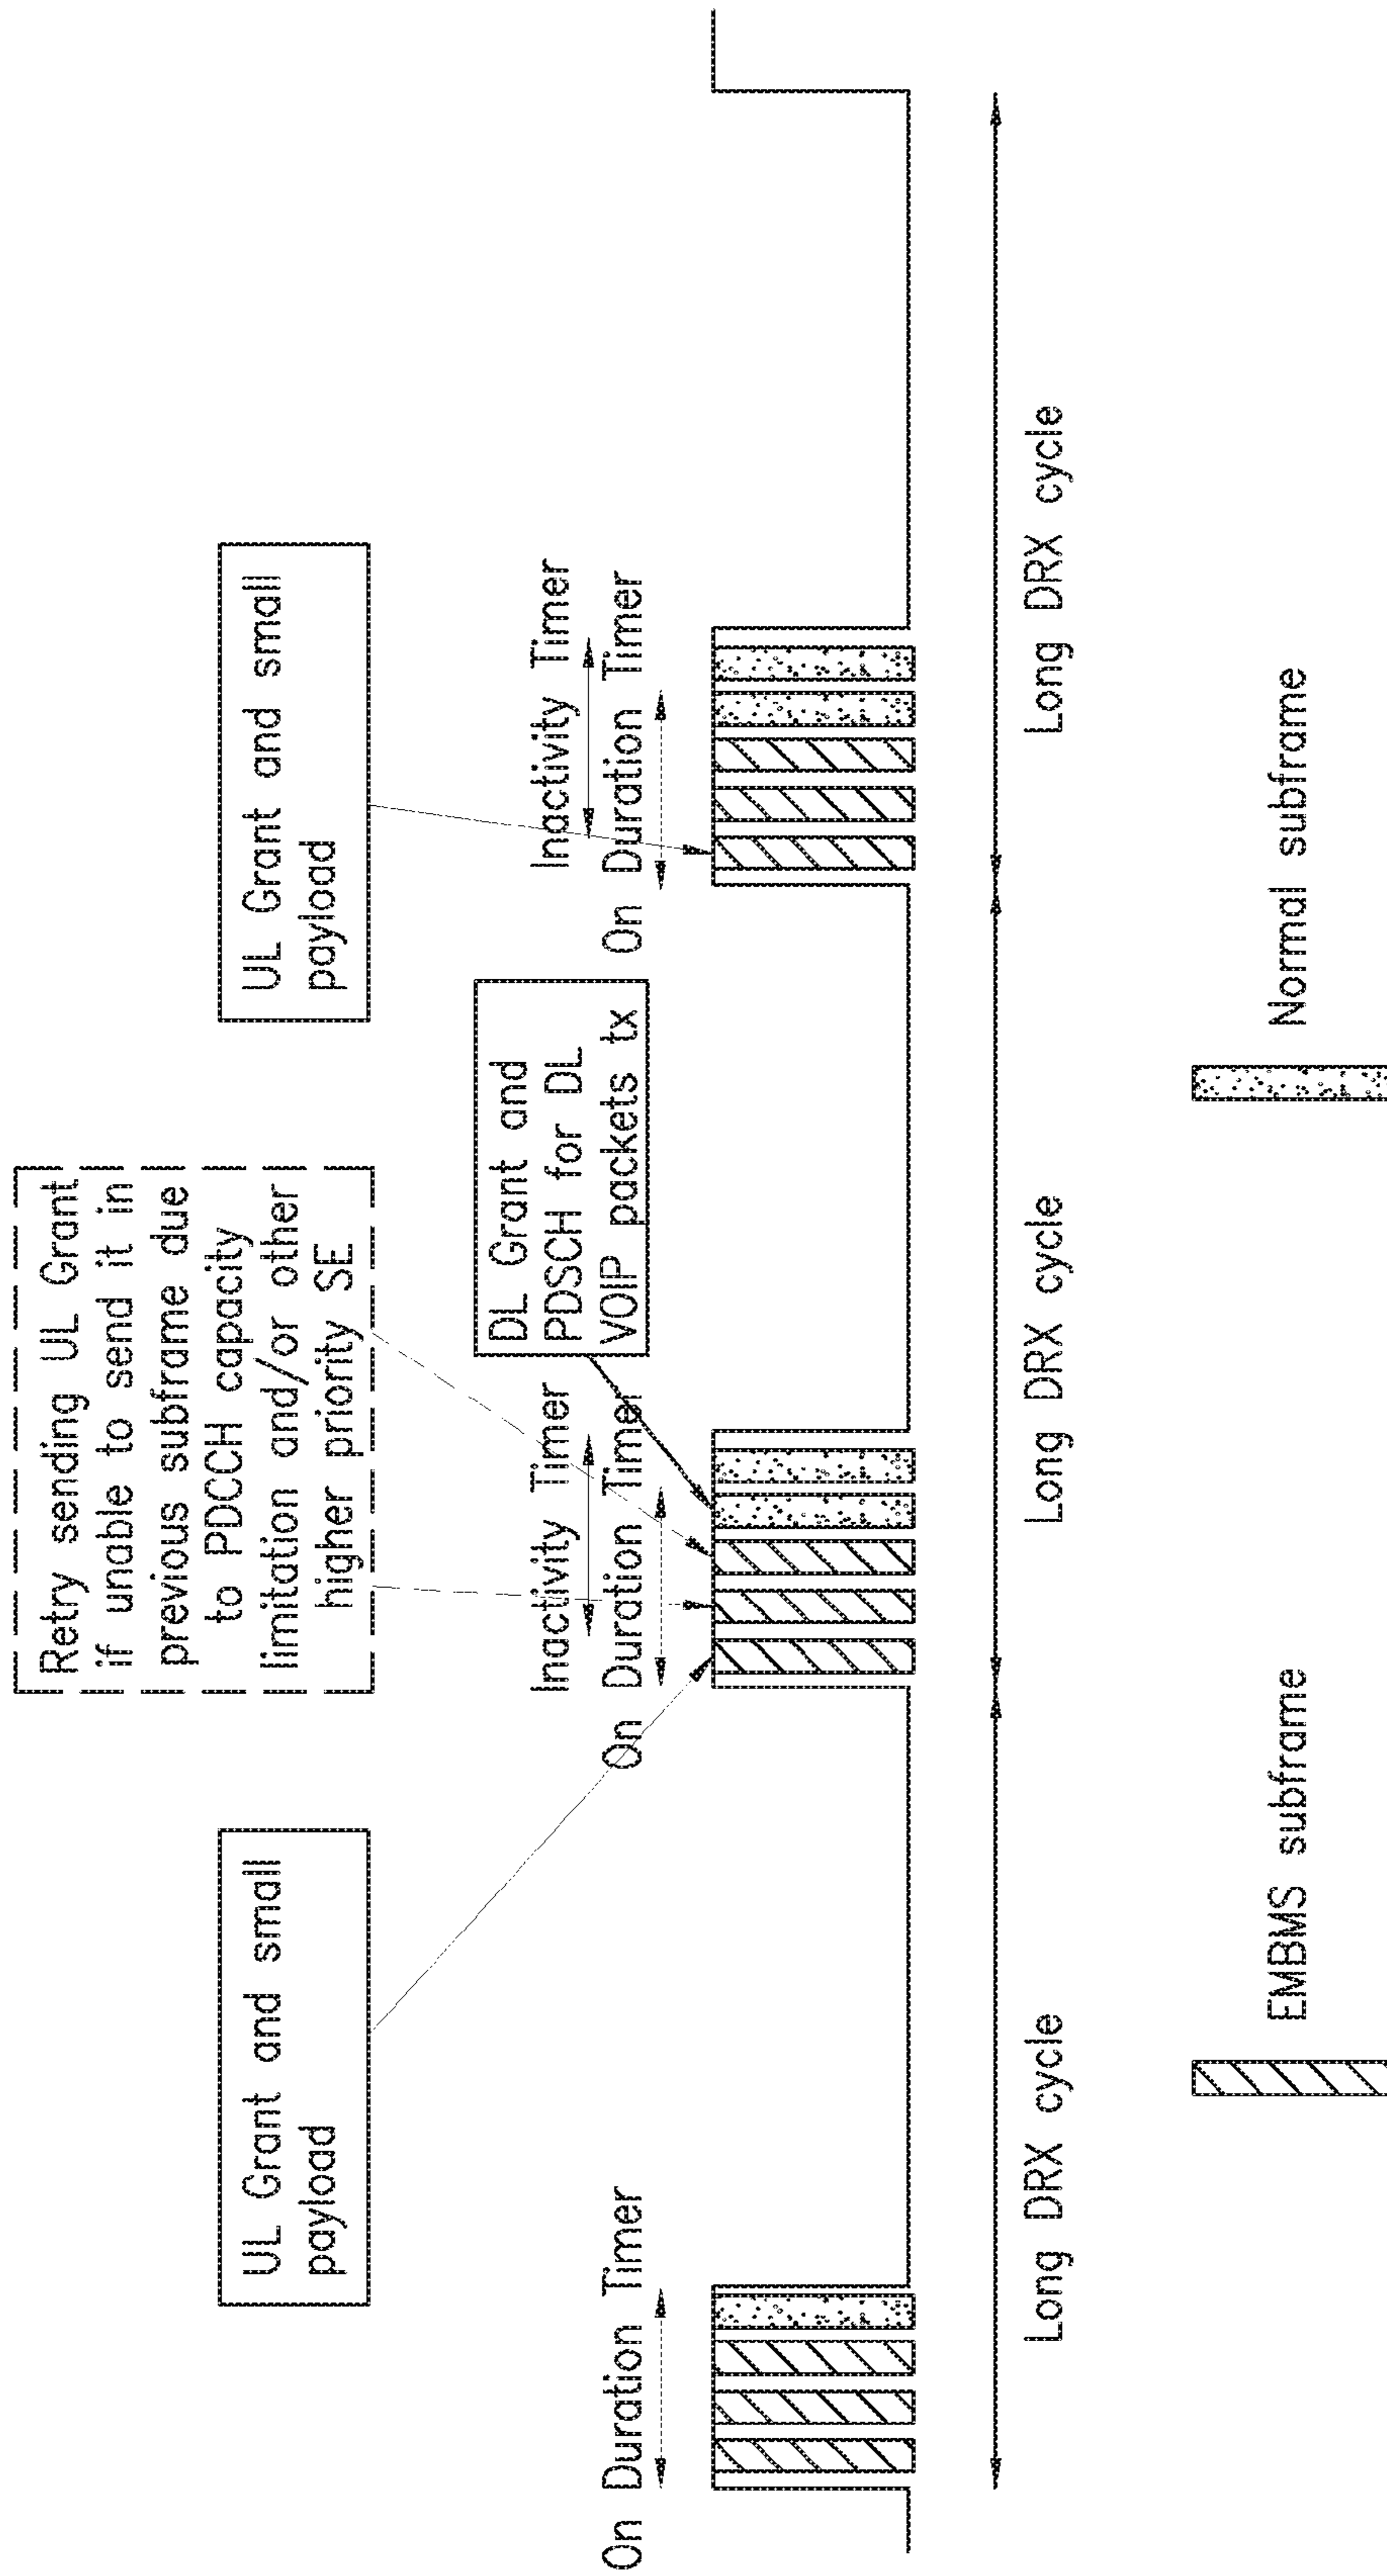 Retry sending UL Grant
if unable to send it in
previous subframe due
to PDCCH capacity
limitation and/or other
higher priority SE
UL Grant and small
payload
UL Grant and small
payload
DL Grant and
PDSCH for DL
VOIP packets tx
Inactivity Timer
Inactivity Timer
On Duration Timer
On Duration Timer
On Duration Timer
Long DRX cycle
Long DRX cycle
Long DRX cycle
EMBMS subframe
Normal subframe